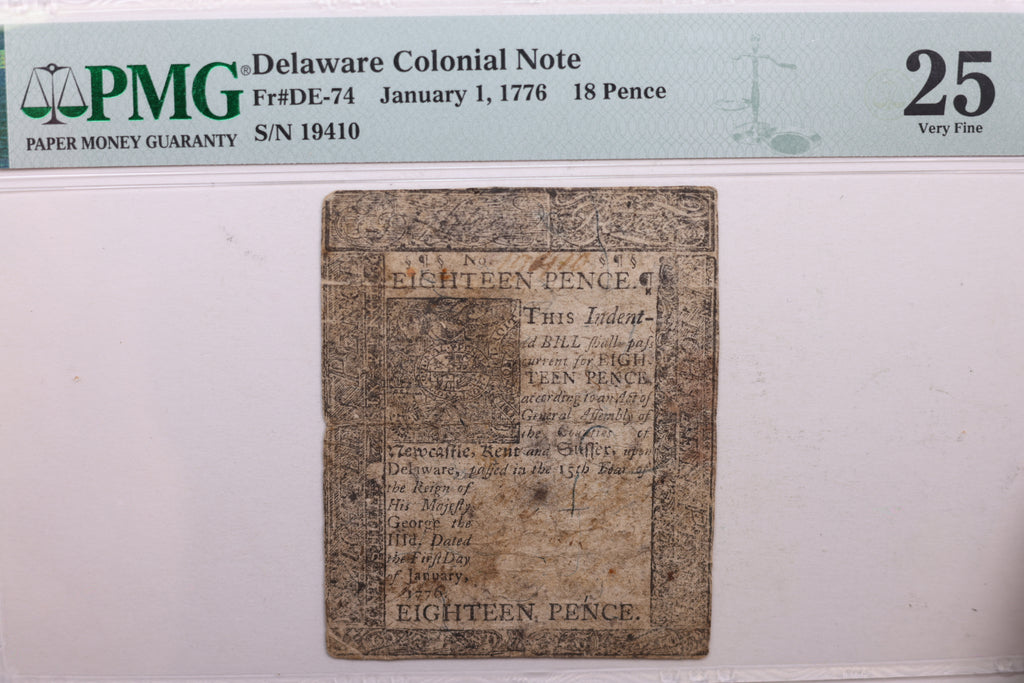 PMG®
PAPER MONEY GUARANTY
Delaware Colonial Note
Fr#DE-74 January 1, 1776 18 Pence
S/N 19410
25
Very Fine
No.
EIGHTEEN PENCE.
THIS Indent-
ed BILL ſhall paſs
current for EIGH-
TEEN PENCE,
according to an Act of
General Aſſembly of
the Counties of
Newcaſtle, Kent and Suſſex, upon
Delaware, paſſed in the 15th Year of
the Reign of
His Majeſty
George the
IIId, Dated
the Firſt Day
of January,
1776.
EIGHTEEN PENCE.